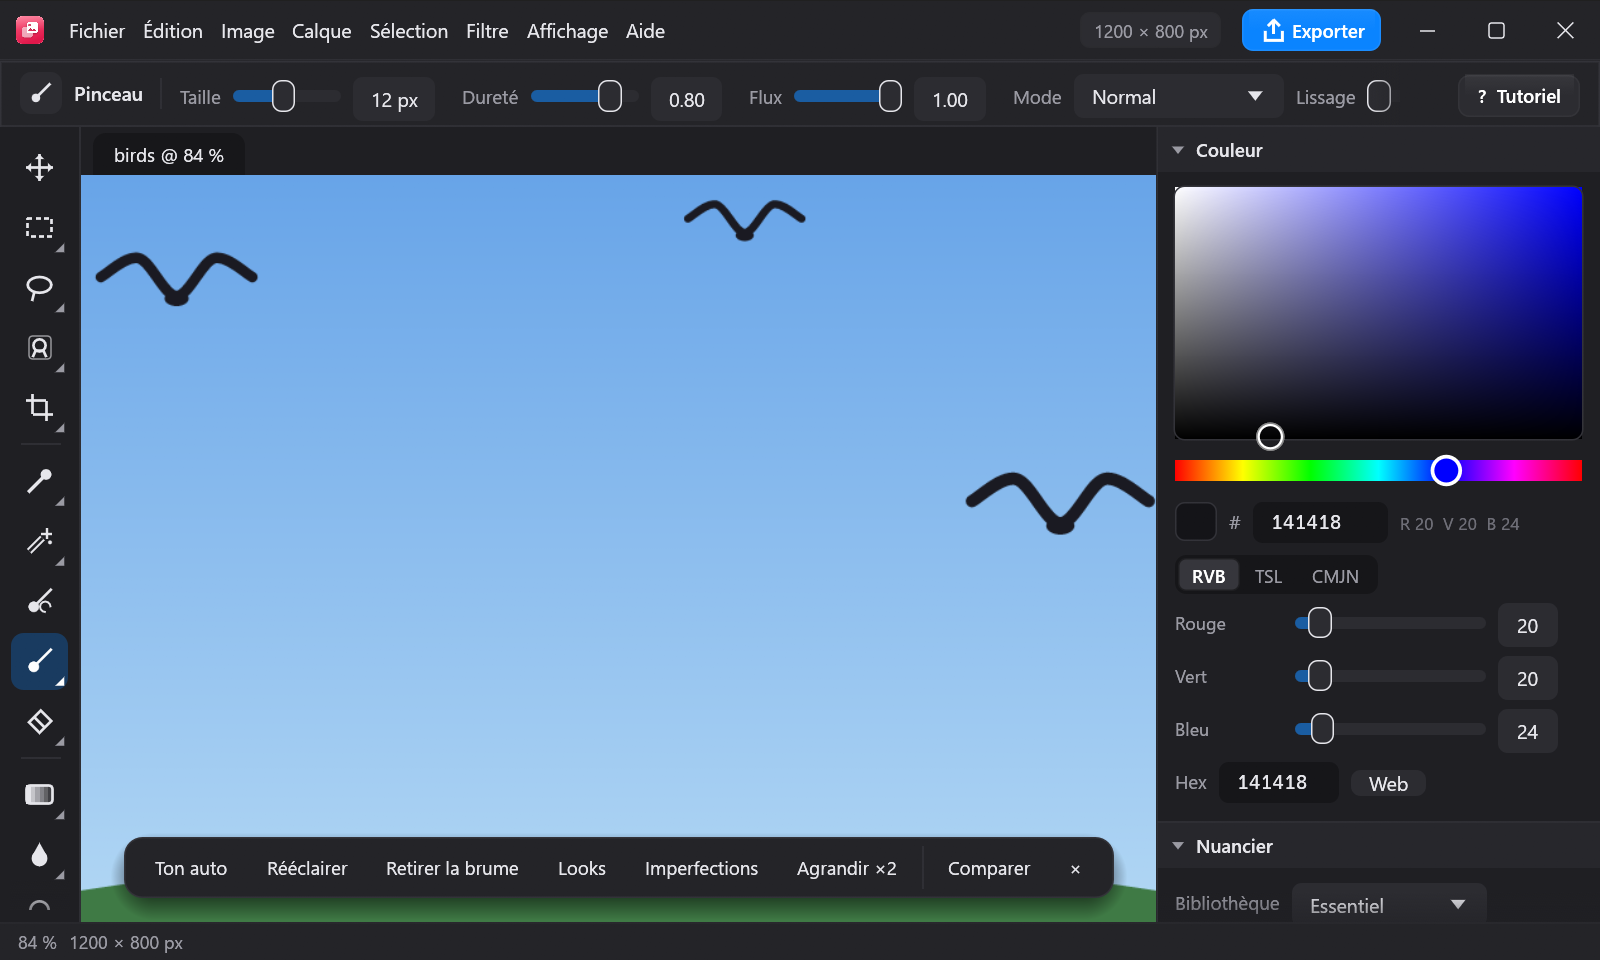 Fichier Édition Image Calque Sélection Filtre Affichage Aide 1200 × 800 px Exporter
Pinceau Taille 12 px Dureté 0.80 Flux 1.00 Mode Normal Lissage ? Tutoriel
birds @ 84 %
Couleur
# 141418 R 20 V 20 B 24
RVB TSL CMJN
Rouge 20
Vert 20
Bleu 24
Hex 141418 Web
Nuancier
Bibliothèque Essentiel
Ton auto Rééclairer Retirer la brume Looks Imperfections Agrandir ×2 Comparer ×
84 % 1200 × 800 px